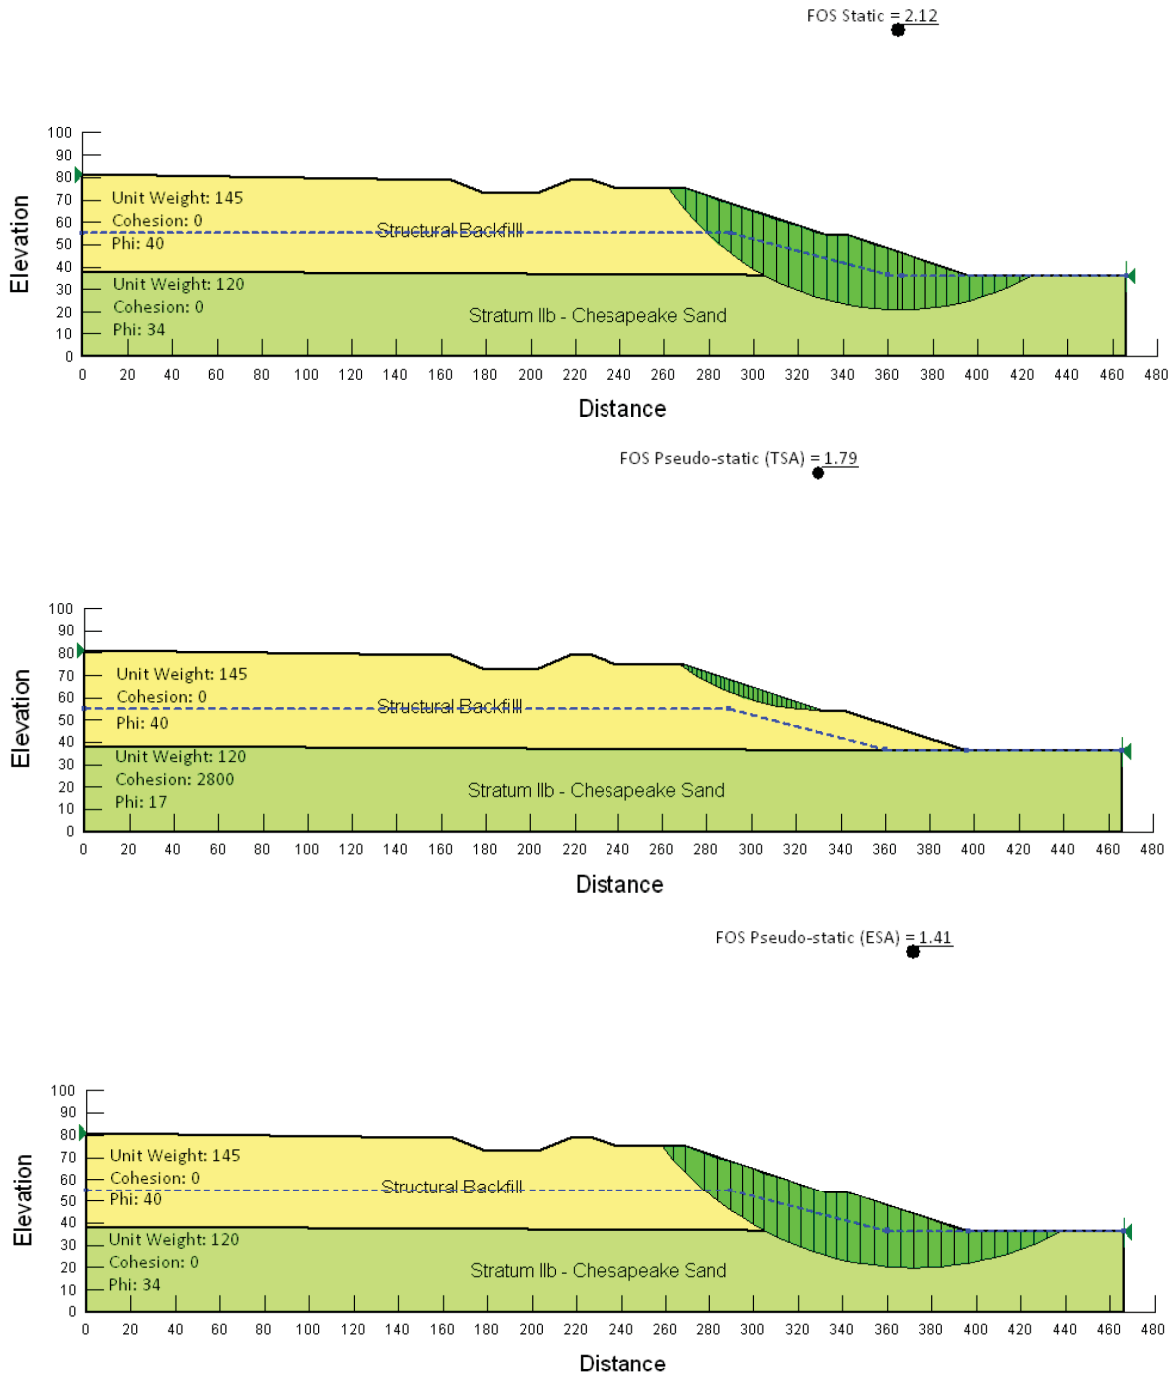 FOS Static = 2.12
100
90
80
70
60
50
40
30
20
10
0
Elevation
Unit Weight: 145
Cohesion: 0
Phi: 40
Structural Backfill
Unit Weight: 120
Cohesion: 0
Phi: 34
Stratum IIb - Chesapeake Sand
0 20 40 60 80 100 120 140 160 180 200 220 240 260 280 300 320 340 360 380 400 420 440 460 480
Distance
FOS Pseudo-static (TSA) = 1.79
100
90
80
70
60
50
40
30
20
10
0
Elevation
Unit Weight: 145
Cohesion: 0
Phi: 40
Structural Backfill
Unit Weight: 120
Cohesion: 2800
Phi: 17
Stratum IIb - Chesapeake Sand
0 20 40 60 80 100 120 140 160 180 200 220 240 260 280 300 320 340 360 380 400 420 440 460 480
Distance
FOS Pseudo-static (ESA) = 1.41
100
90
80
70
60
50
40
30
20
10
0
Elevation
Unit Weight: 145
Cohesion: 0
Phi: 40
Structural Backfill
Unit Weight: 120
Cohesion: 0
Phi: 34
Stratum IIb - Chesapeake Sand
0 20 40 60 80 100 120 140 160 180 200 220 240 260 280 300 320 340 360 380 400 420 440 460 480
Distance